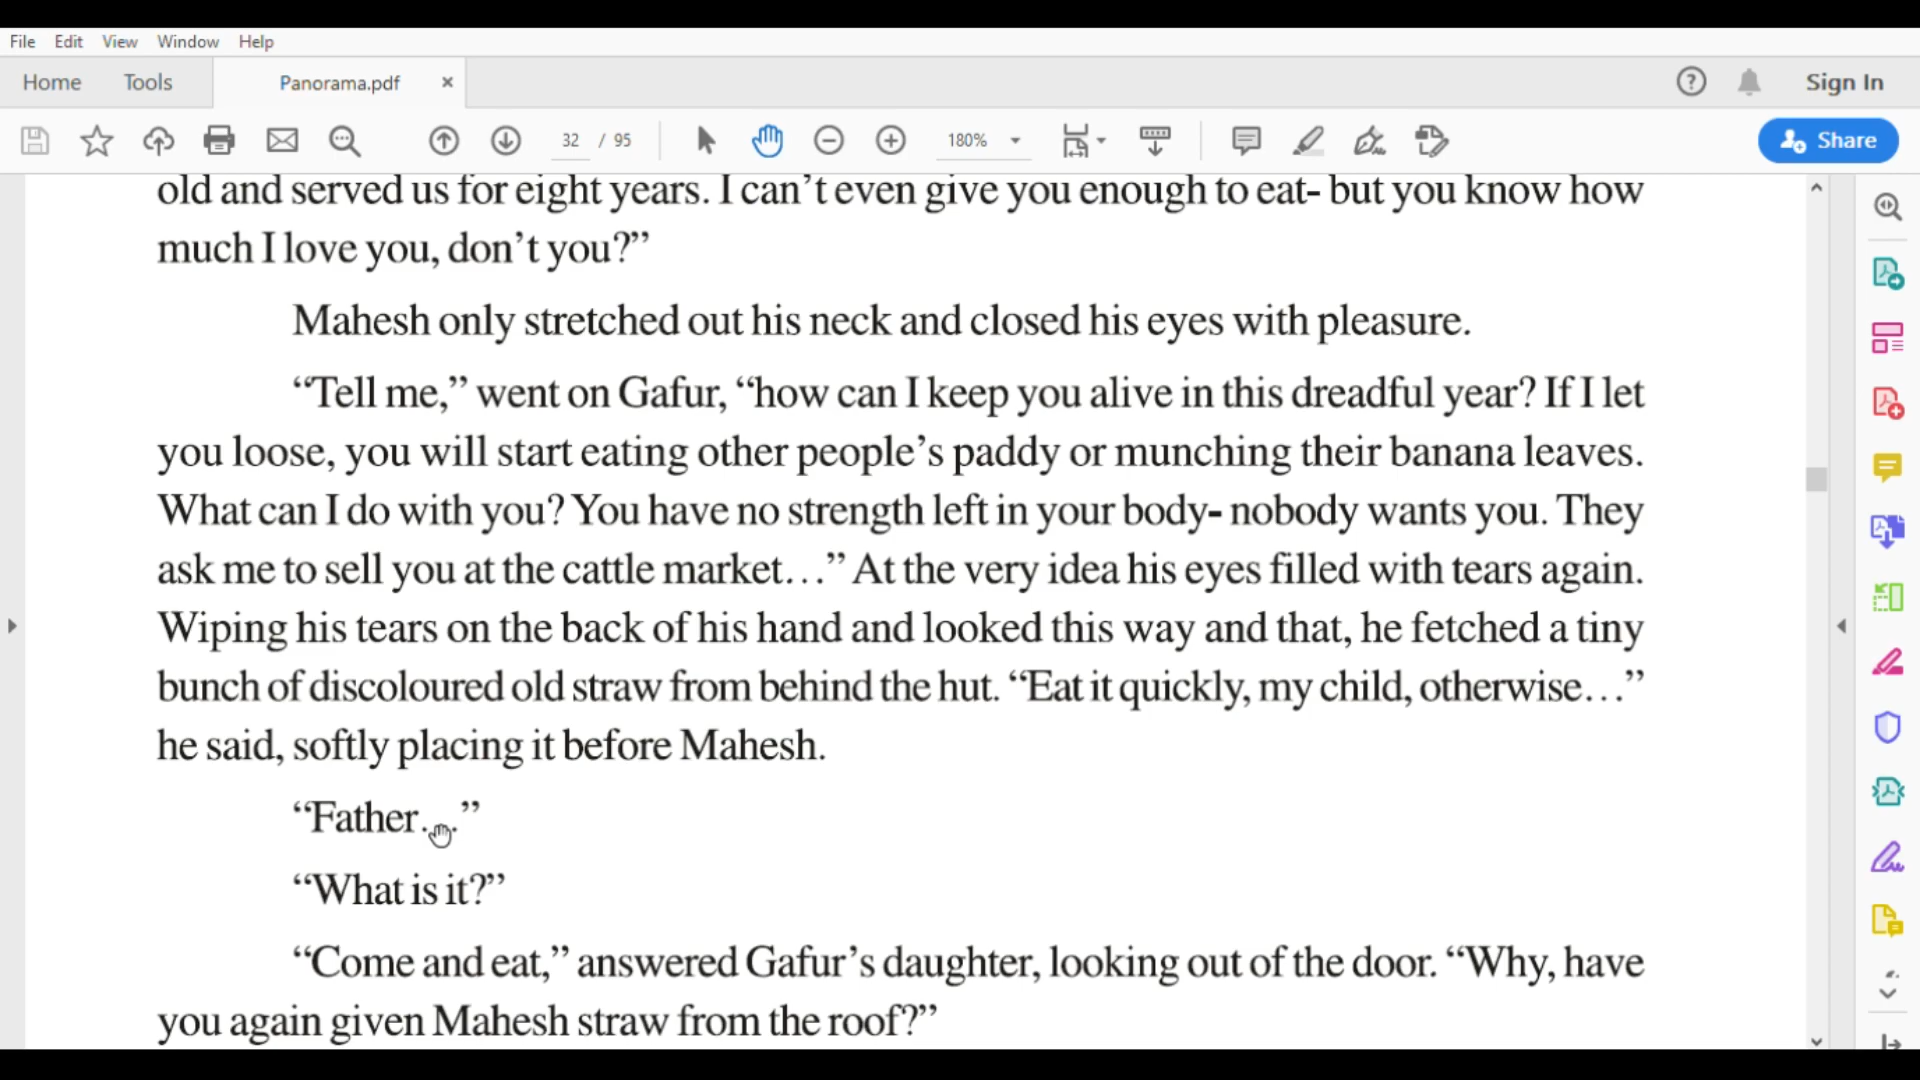 File Edit View Window Help
Home Tools Panorama.pdf × ? Sign In
32 / 95 180% Share
old and served us for eight years. I can’t even give you enough to eat- but you know how
much I love you, don’t you?”
Mahesh only stretched out his neck and closed his eyes with pleasure.
“Tell me,” went on Gafur, “how can I keep you alive in this dreadful year? If I let
you loose, you will start eating other people’s paddy or munching their banana leaves.
What can I do with you? You have no strength left in your body- nobody wants you. They
ask me to sell you at the cattle market…” At the very idea his eyes filled with tears again.
Wiping his tears on the back of his hand and looked this way and that, he fetched a tiny
bunch of discoloured old straw from behind the hut. “Eat it quickly, my child, otherwise…”
he said, softly placing it before Mahesh.
“Father…”
“What is it?”
“Come and eat,” answered Gafur’s daughter, looking out of the door. “Why, have
you again given Mahesh straw from the roof?”